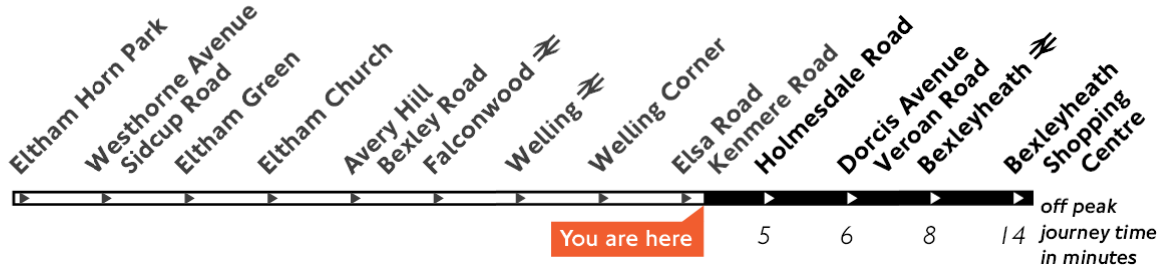 Eltham Horn Park
Westhorne Avenue
Sidcup Road
Eltham Green
Eltham Church
Avery Hill
Bexley Road
Falconwood
Welling
Welling Corner
Elsa Road
Kenmere Road
Holmesdale Road
Dorcis Avenue
Veroan Road
Bexleyheath
Bexleyheath
Shopping
Centre
You are here
5
6
8
14
off peak
journey time
in minutes